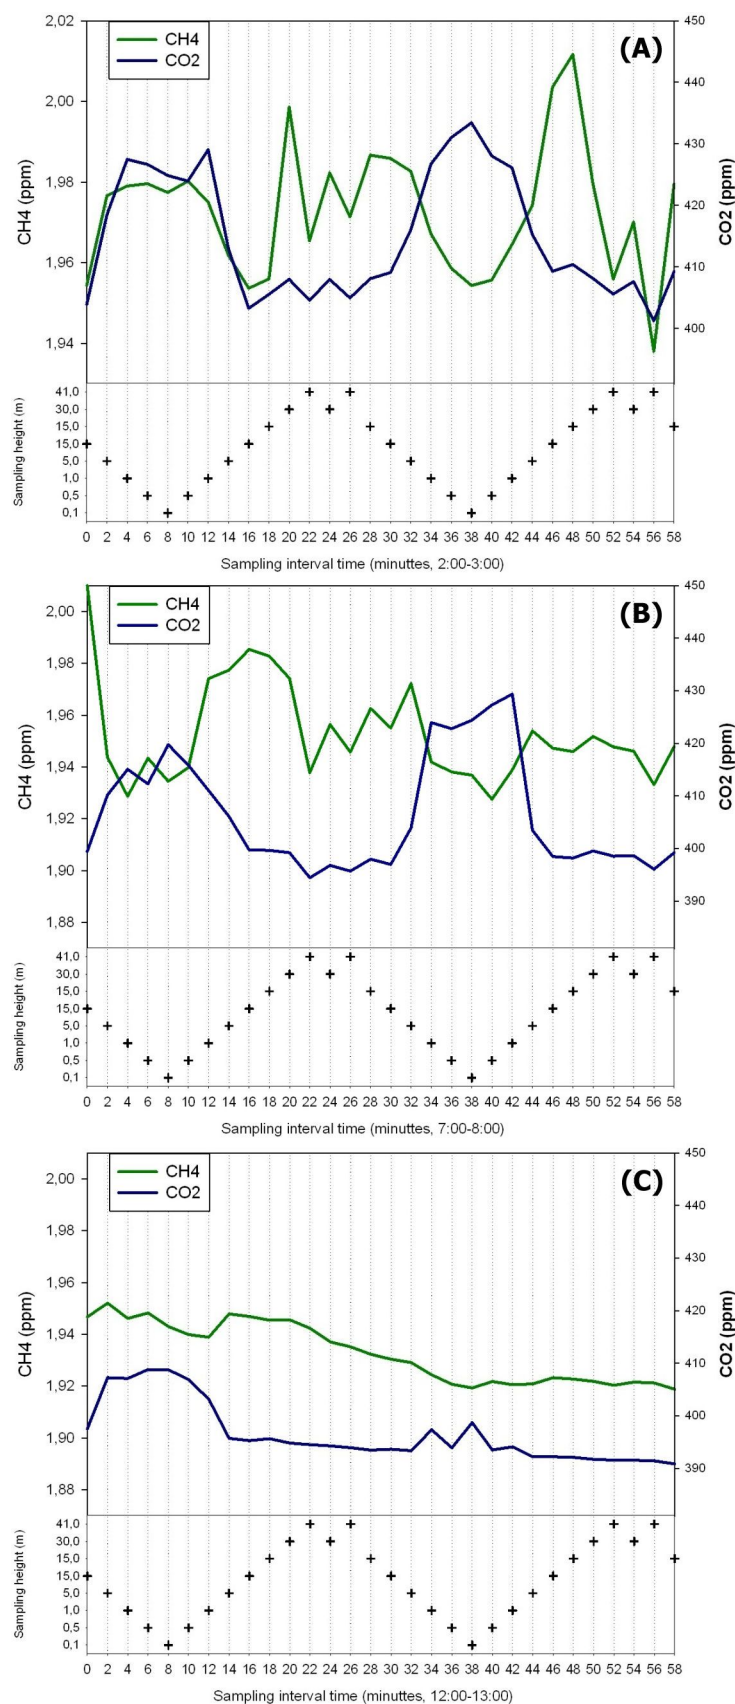 2,02
450
CH4
CO2
(A)
440
2,00
430
1,98
420
1,96
410
1,94
400
CH4 (ppm)
CO2 (ppm)
41,0
30,0
15,0
15,0
5,0
1,0
0,5
0,1
Sampling height (m)
0 2 4 6 8 10 12 14 16 18 20 22 24 26 28 30 32 34 36 38 40 42 44 46 48 50 52 54 56 58
Sampling interval time (minuttes, 2:00-3:00)
450
CH4
CO2
(B)
2,00
440
1,98
430
1,96
420
1,94
410
1,92
400
1,90
390
1,88
CH4 (ppm)
CO2 (ppm)
41,0
30,0
15,0
15,0
5,0
1,0
0,5
0,1
Sampling height (m)
0 2 4 6 8 10 12 14 16 18 20 22 24 26 28 30 32 34 36 38 40 42 44 46 48 50 52 54 56 58
Sampling interval time (minuttes, 7:00-8:00)
450
CH4
CO2
(C)
2,00
440
1,98
430
1,96
420
1,94
410
1,92
400
1,90
390
1,88
CH4 (ppm)
CO2 (ppm)
41,0
30,0
15,0
15,0
5,0
1,0
0,5
0,1
Sampling height (m)
0 2 4 6 8 10 12 14 16 18 20 22 24 26 28 30 32 34 36 38 40 42 44 46 48 50 52 54 56 58
Sampling interval time (minuttes, 12:00-13:00)